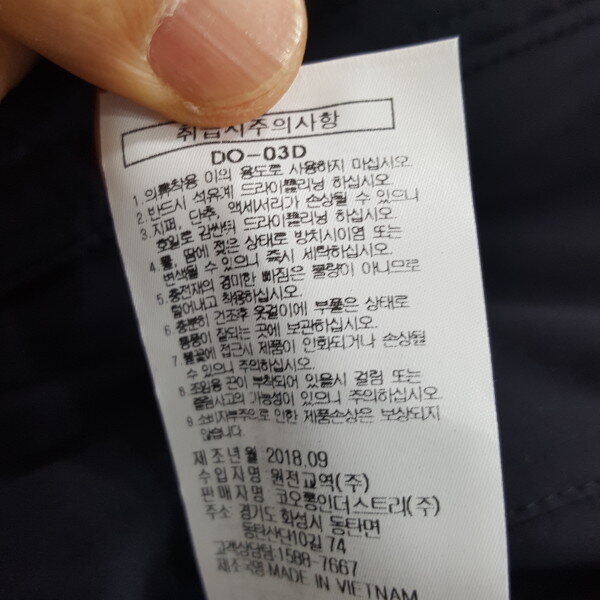 취급시주의사항
DO-03D
1. 의류착용 이외 용도로 사용하지 마십시오.
2. 반드시 석유계 드라이클리닝 하십시오.
3. 지퍼, 단추, 액세서리가 손상될 수 있으니
호일로 감싼뒤 드라이클리닝 하십시오.
4. 물, 땀에 젖은 상태로 방치시이염 또는
변색될 수 있으니 즉시 세탁하십시오.
5. 충전재의 경미한 빠짐은 불량이 아니므로
털어내고 착용하십시오.
6. 충분히 건조후 옷걸이에 부풀은 상태로
통풍이 잘되는 곳에 보관하십시오.
7. 불꽃에 접근시 제품이 인화되거나 손상될
수 있으니 주의하십시오.
8. 조임용 끈이 부착되어 있을시 걸림 또는
졸림사고의 가능성이 있으니 주의하십시오.
9. 소비자부주의로 인한 제품손상은 보상되지
않습니다.
제조년월 2018.09
수입자명: 원전교역(주)
판매자명: 코오롱인더스트리(주)
주소: 경기도 화성시 동탄면
동탄산단10길 74
고객상담팀:1588-7667
제조국명:MADE IN VIETNAM